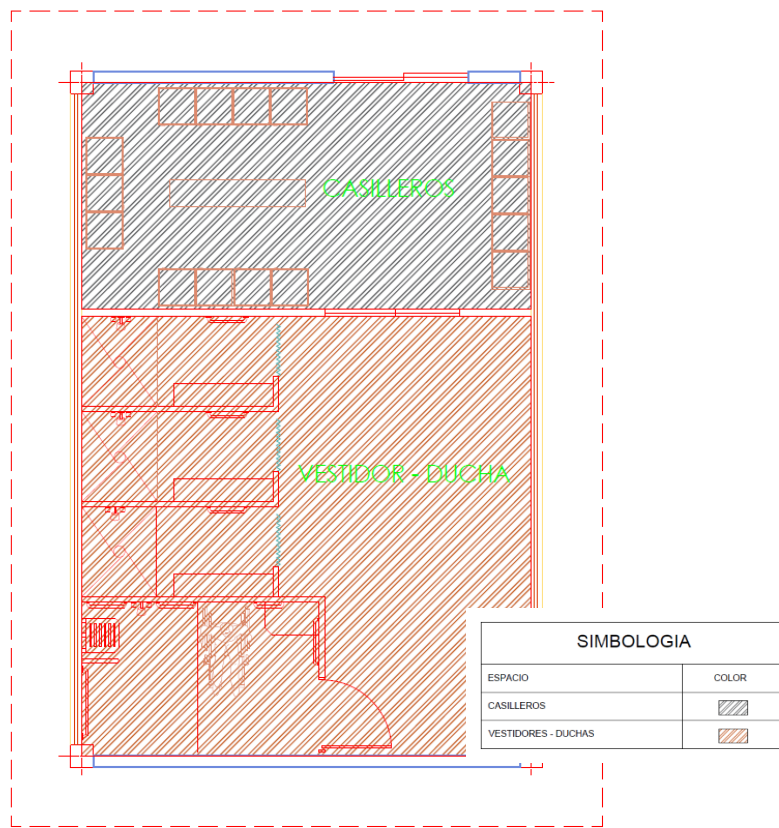 CASILLEROS
VESTIDOR - DUCHA
SIMBOLOGIA
ESPACIO COLOR
CASILLEROS
VESTIDORES - DUCHAS